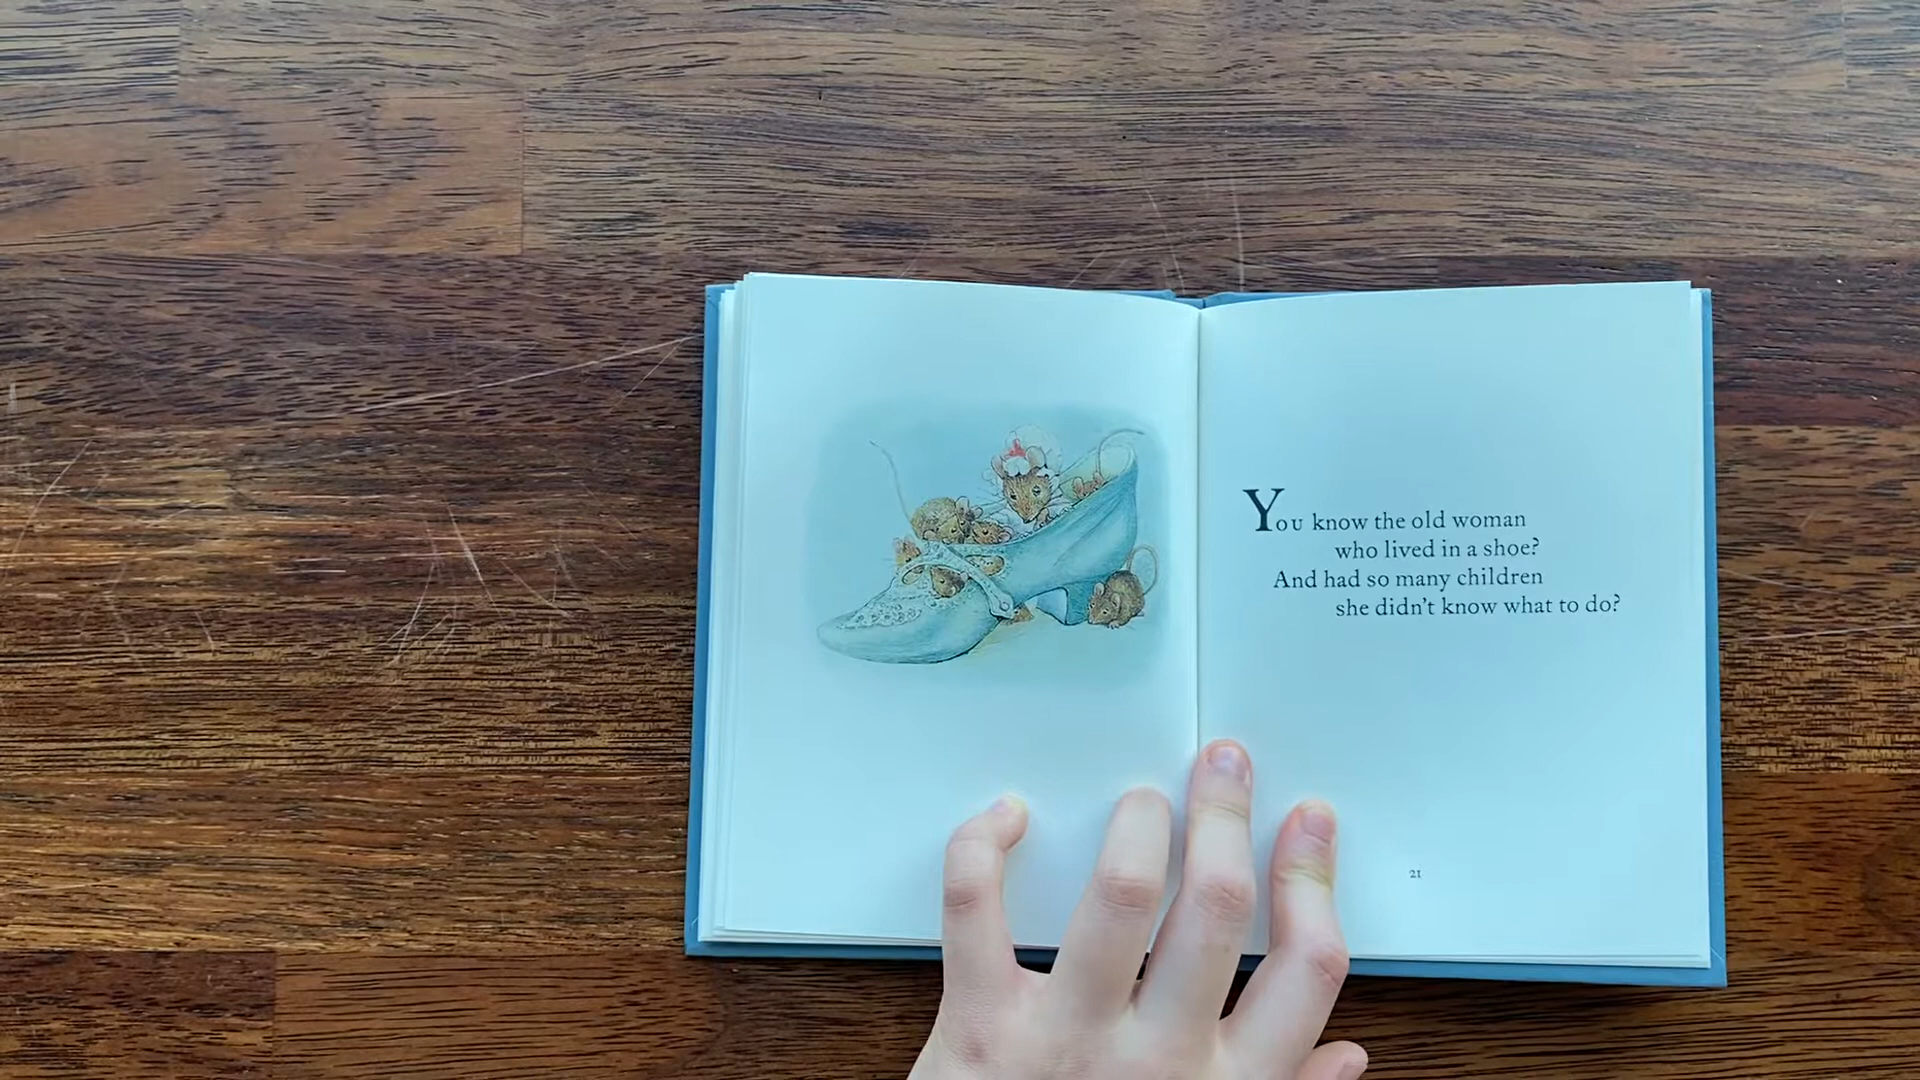 You know the old woman
who lived in a shoe?
And had so many children
she didn't know what to do?
21